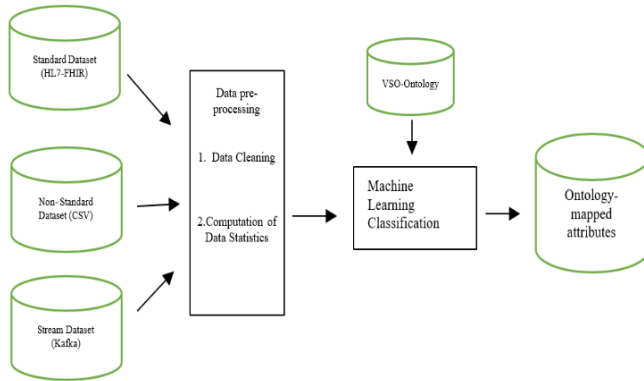 Standard Dataset
(HL7-FHIR)
Non- Standard
Dataset (CSV)
Stream Dataset
(Kafka)
Data pre-
processing
1. Data Cleaning
2.Computation of
Data Statistics
VSO-Ontology
Machine
Learning
Classification
Ontology-
mapped
attributes